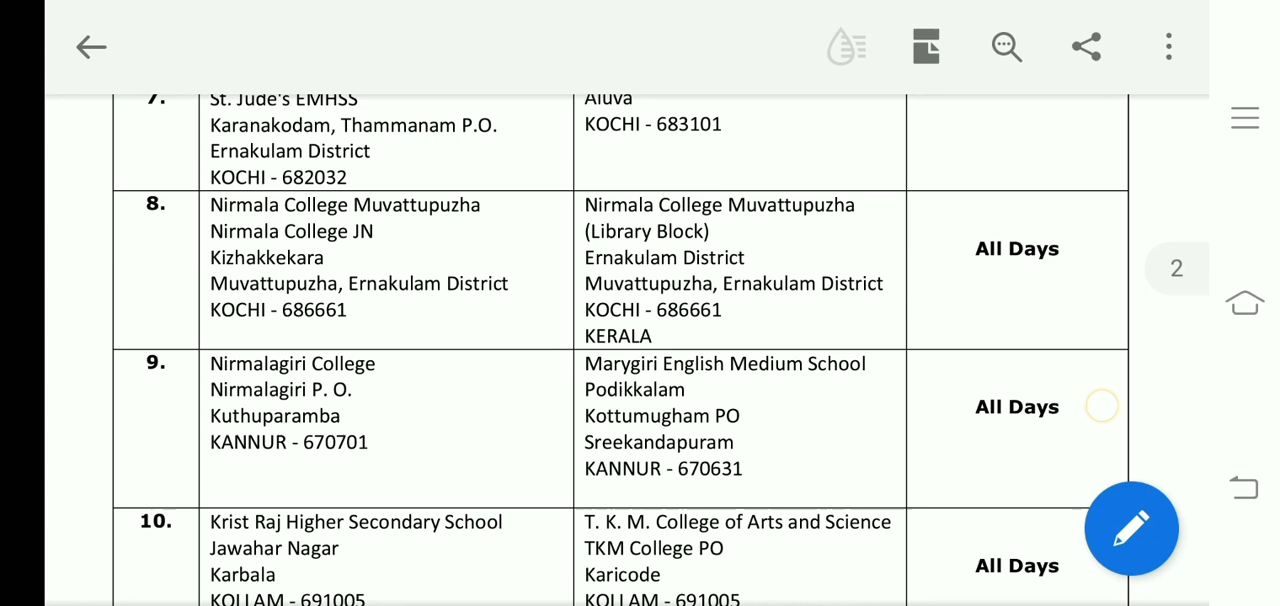 7.
St. Jude's EMHSS
Karanakodam, Thammanam P.O.
Ernakulam District
KOCHI - 682032
Aluva
KOCHI - 683101
8.
Nirmala College Muvattupuzha
Nirmala College JN
Kizhakkekara
Muvattupuzha, Ernakulam District
KOCHI - 686661
Nirmala College Muvattupuzha
(Library Block)
Ernakulam District
Muvattupuzha, Ernakulam District
KOCHI - 686661
KERALA
All Days
2
9.
Nirmalagiri College
Nirmalagiri P. O.
Kuthuparamba
KANNUR - 670701
Marygiri English Medium School
Podikkalam
Kottumugham PO
Sreekandapuram
KANNUR - 670631
All Days
10.
Krist Raj Higher Secondary School
Jawahar Nagar
Karbala
KOLLAM - 691005
T. K. M. College of Arts and Science
TKM College PO
Karicode
KOLLAM - 691005
All Days